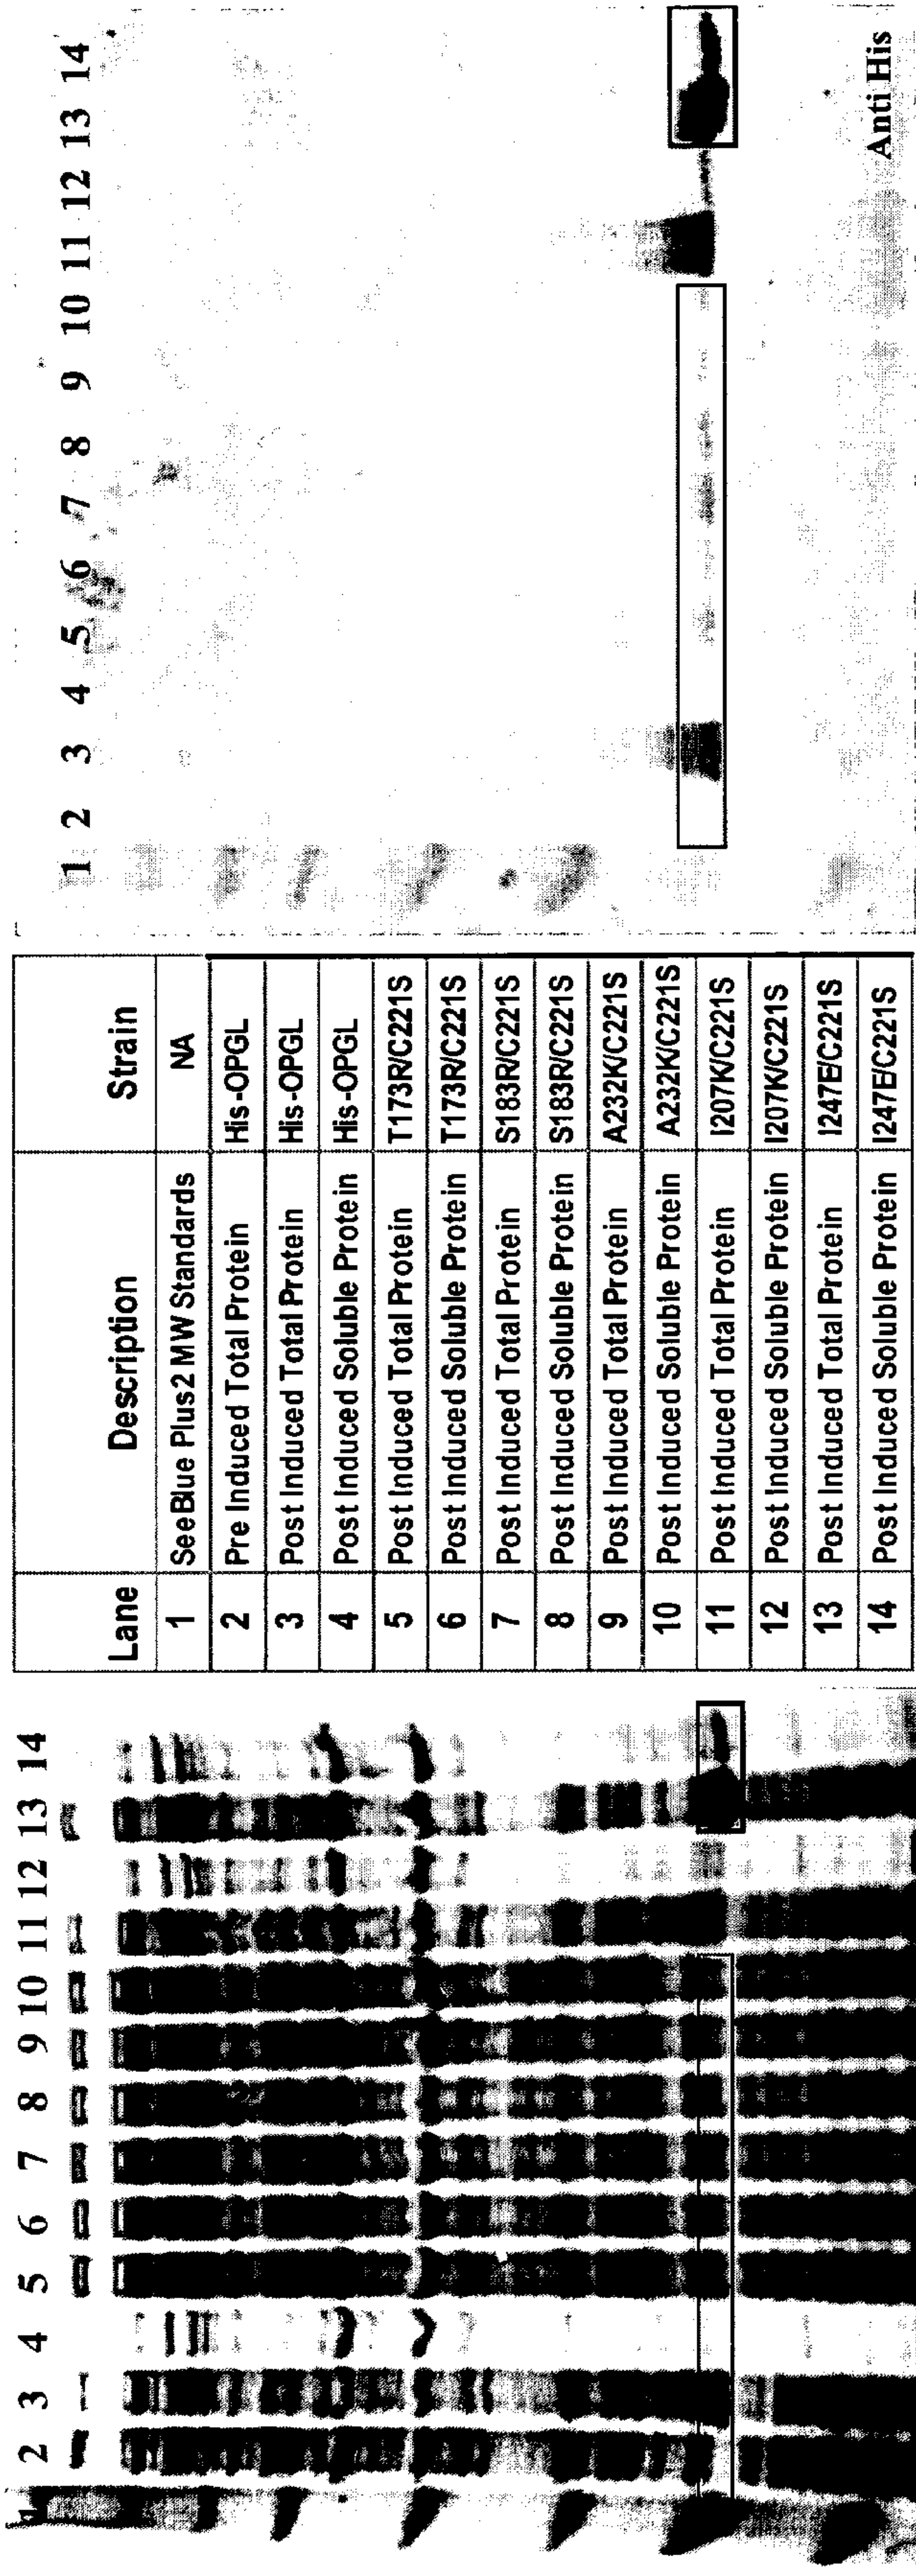 1 2 3 4 5 6 7 8 9 10 11 12 13 14
Lane Description Strain
1 SeeBlue Plus2 MW Standards NA
2 Pre Induced Total Protein His-OPGL
3 Post Induced Total Protein His-OPGL
4 Post Induced Soluble Protein His-OPGL
5 Post Induced Total Protein T173R/C221S
6 Post Induced Soluble Protein T173R/C221S
7 Post Induced Total Protein S183R/C221S
8 Post Induced Soluble Protein S183R/C221S
9 Post Induced Total Protein A232K/C221S
10 Post Induced Soluble Protein A232K/C221S
11 Post Induced Total Protein I207K/C221S
12 Post Induced Soluble Protein I207K/C221S
13 Post Induced Total Protein I247E/C221S
14 Post Induced Soluble Protein I247E/C221S
1 2 3 4 5 6 7 8 9 10 11 12 13 14
Anti His